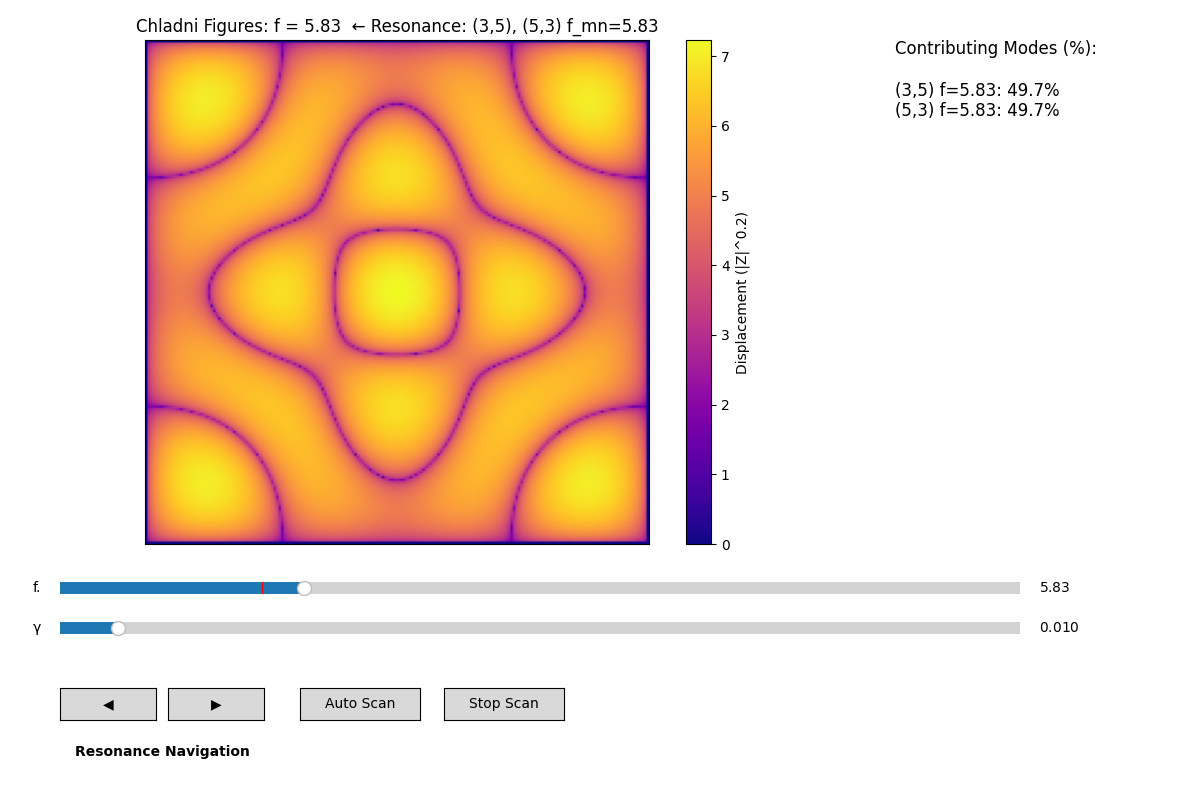 Chladni Figures: f = 5.83 ← Resonance: (3,5), (5,3) f_mn=5.83
Contributing Modes (%):
(3,5) f=5.83: 49.7%
(5,3) f=5.83: 49.7%
7
6
5
4
3
2
1
0
Displacement (|Z|^0.2)
f.
5.83
γ
0.010
◀
▶
Auto Scan
Stop Scan
Resonance Navigation